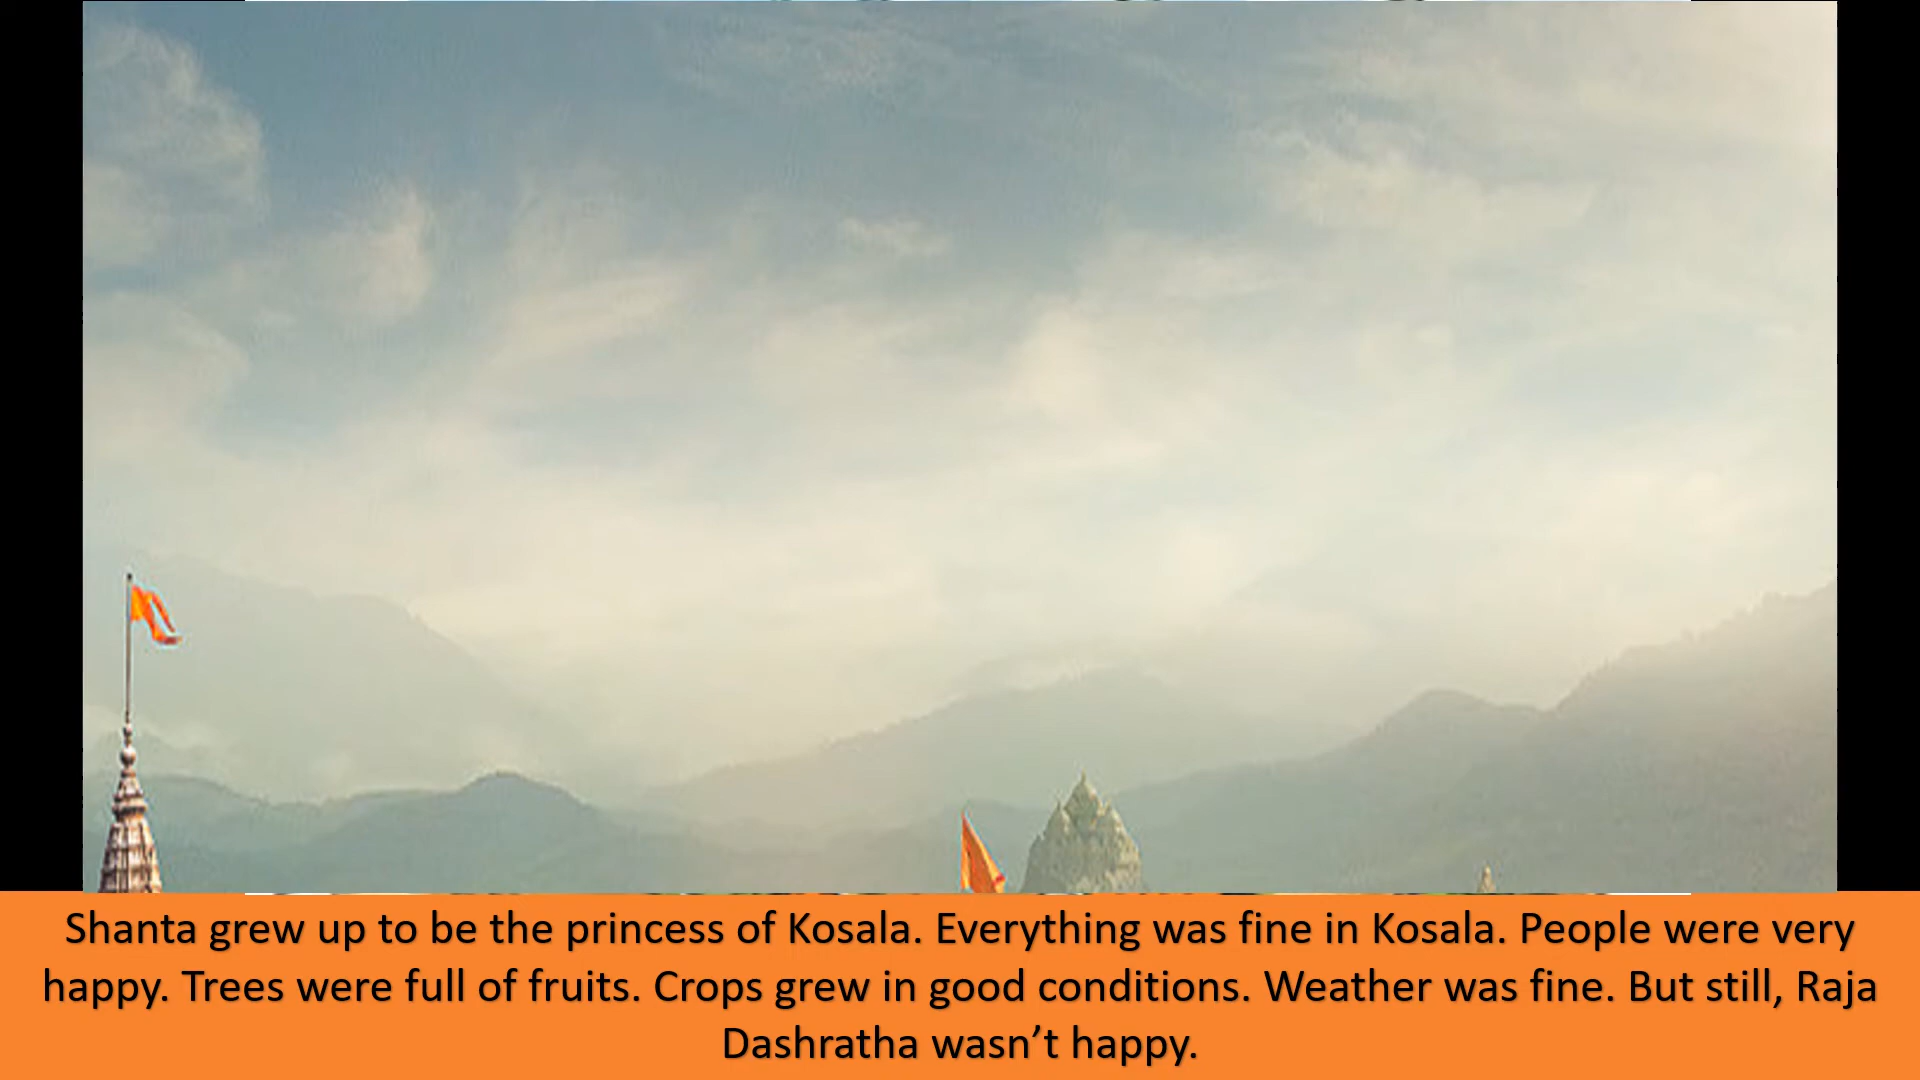 Shanta grew up to be the princess of Kosala. Everything was fine in Kosala. People were very
happy. Trees were full of fruits. Crops grew in good conditions. Weather was fine. But still, Raja
Dashratha wasn’t happy.